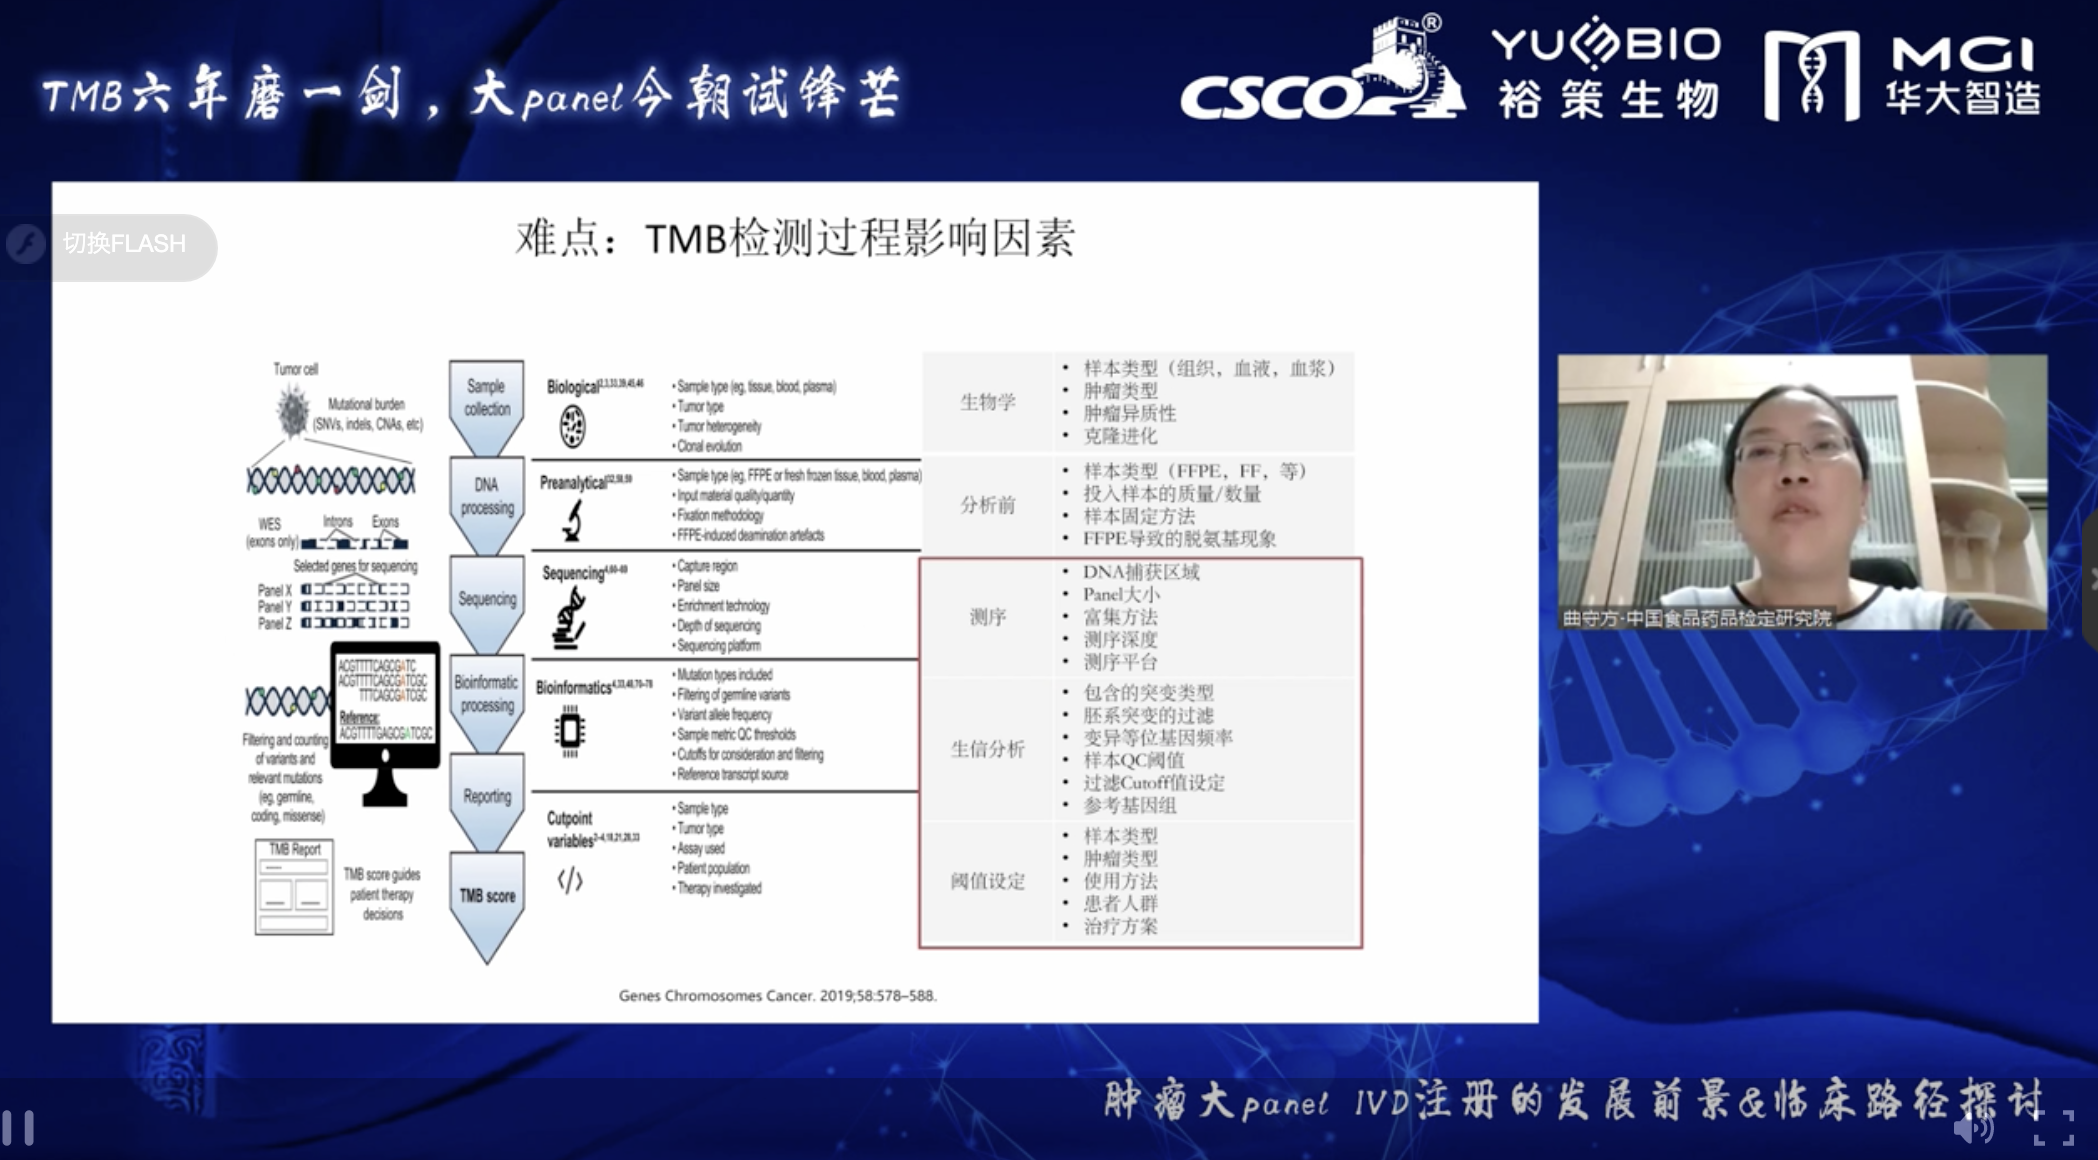 TMB六年磨一剑，大panel今朝试锋芒
CSCO®
YUCEBIO
裕策生物
MGI
华大智造
切换FLASH
难点：TMB检测过程影响因素
Tumor cell
Mutational burden
(SNVs, indels, CNAs, etc)
WES
(exons only)
Introns
Exons
Selected genes for sequencing
Panel X
Panel Y
Panel Z
ACGTTTTCAGCGATC
ACGTTTTCAGCGATCGC
TTTCAGCGATCGC
Reference:
ACGTTTTGAGCGATCGC
Filtering and counting
of variants and
relevant mutations
(eg, germline,
coding, missense)
TMB Report
TMB score guides
patient therapy
decisions
Sample
collection
DNA
processing
Sequencing
Bioinformatic
processing
Reporting
TMB score
Biological
• Sample type (eg, tissue, blood, plasma)
• Tumor type
• Tumor heterogeneity
• Clonal evolution
Preanalytical
• Sample type (eg, FFPE or fresh frozen tissue, blood, plasma)
• Input material quality/quantity
• Fixation methodology
• FFPE-induced deamination artefacts
Sequencing
• Capture region
• Panel size
• Enrichment technology
• Depth of sequencing
• Sequencing platform
Bioinformatics
• Mutation types included
• Filtering of germline variants
• Variant allele frequency
• Sample metric QC thresholds
• Cutoffs for consideration and filtering
• Reference transcript source
Cutpoint
variables
</>
• Sample type
• Tumor type
• Assay used
• Patient population
• Therapy investigated
生物学
• 样本类型（组织，血液，血浆）
• 肿瘤类型
• 肿瘤异质性
• 克隆进化
分析前
• 样本类型（FFPE，FF，等）
• 投入样本的质量/数量
• 样本固定方法
• FFPE导致的脱氨基现象
测序
• DNA捕获区域
• Panel大小
• 富集方法
• 测序深度
• 测序平台
生信分析
• 包含的突变类型
• 胚系突变的过滤
• 变异等位基因频率
• 样本QC阈值
• 过滤Cutoff值设定
• 参考基因组
阈值设定
• 样本类型
• 肿瘤类型
• 使用方法
• 患者人群
• 治疗方案
Genes Chromosomes Cancer. 2019;58:578–588.
曲守方-中国食品药品检定研究院
肿瘤大panel IVD注册的发展前景&临床路径探讨